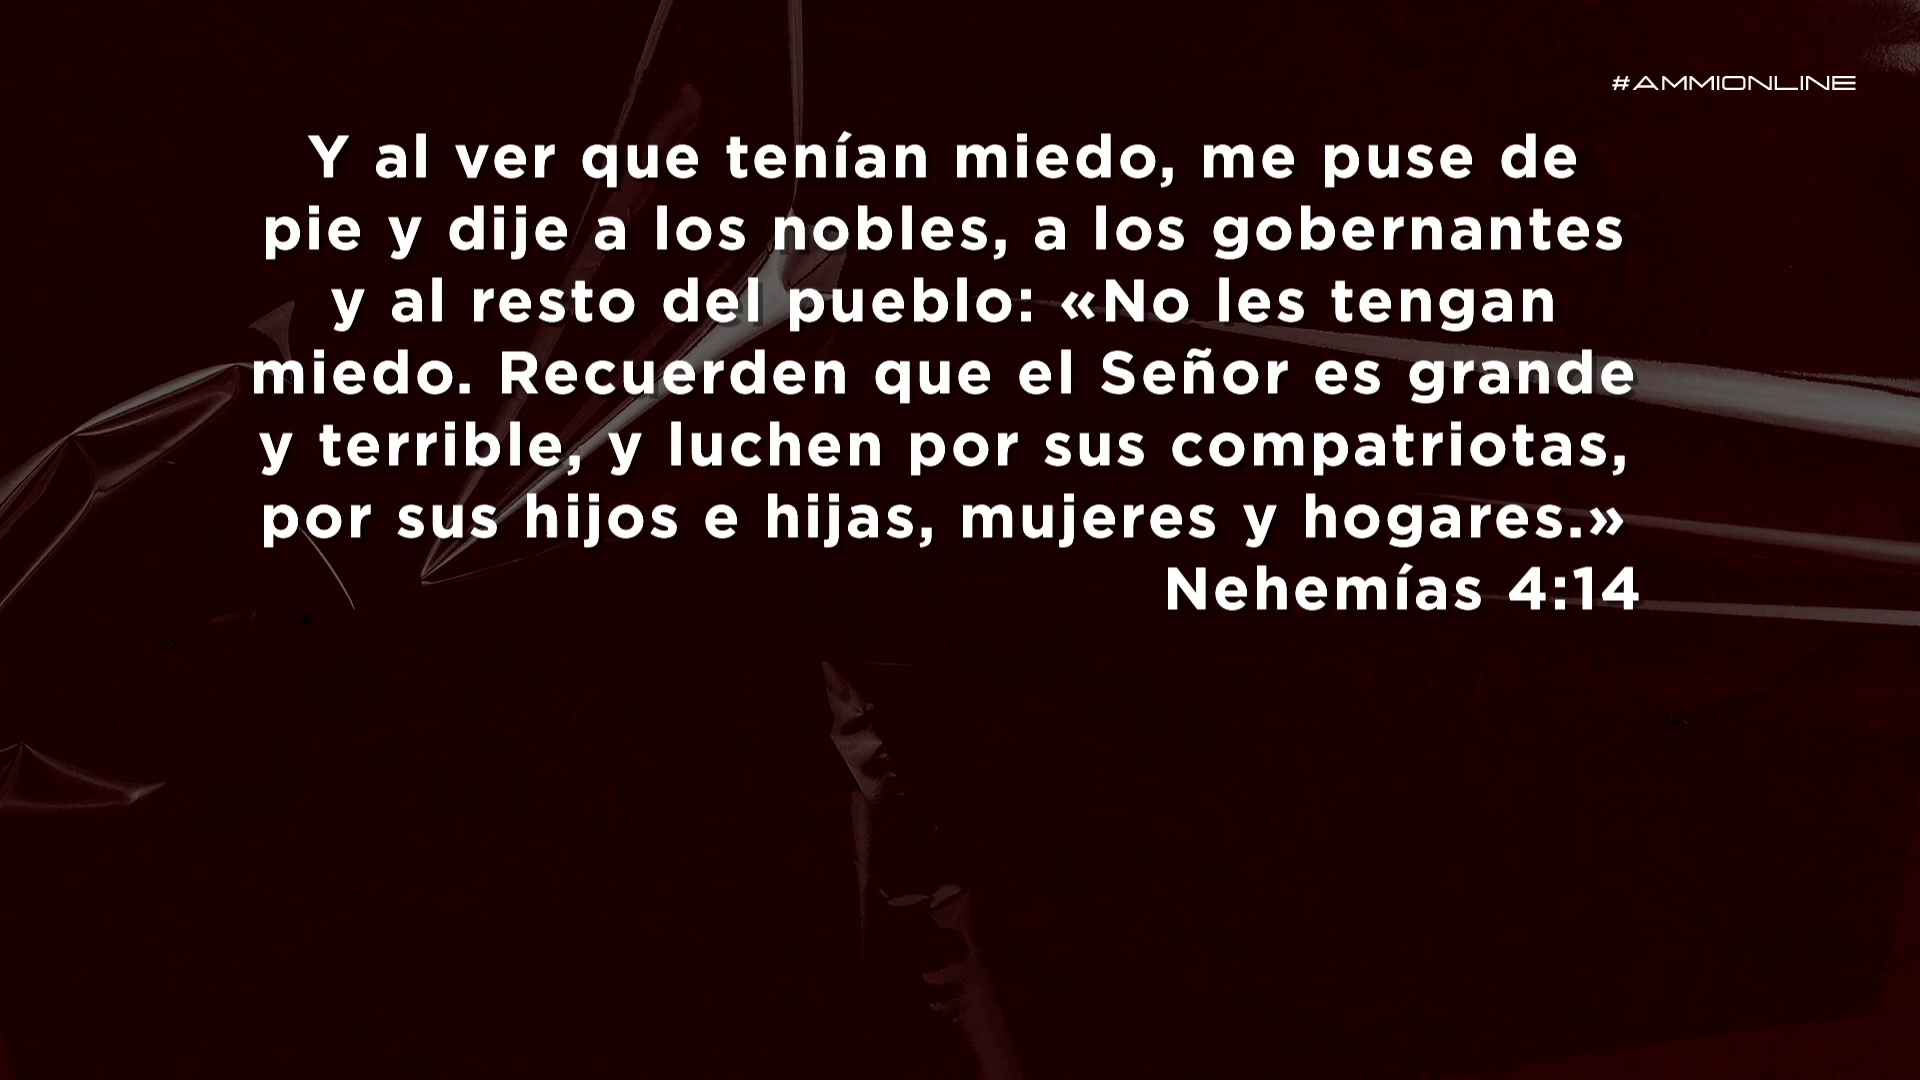 #AMMIONLINE
Y al ver que tenían miedo, me puse de
pie y dije a los nobles, a los gobernantes
y al resto del pueblo: «No les tengan
miedo. Recuerden que el Señor es grande
y terrible, y luchen por sus compatriotas,
por sus hijos e hijas, mujeres y hogares.»
Nehemías 4:14